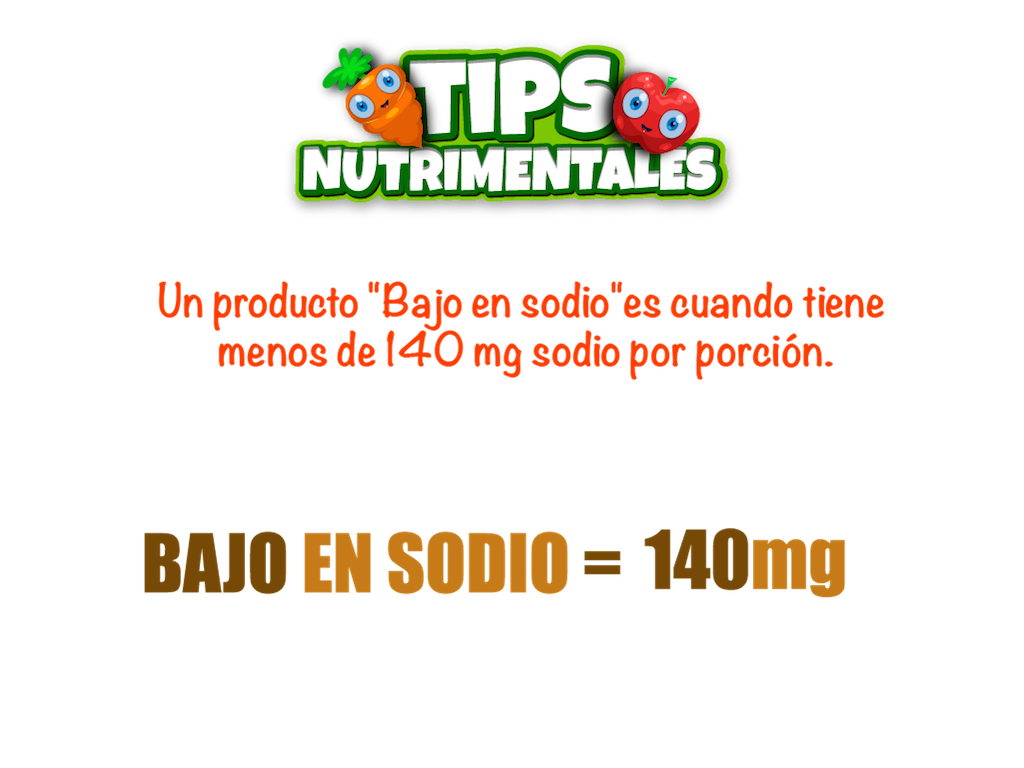 TIPS
NUTRIMENTALES
Un producto "Bajo en sodio"es cuando tiene
menos de 140 mg sodio por porción.
BAJO EN SODIO = 140mg